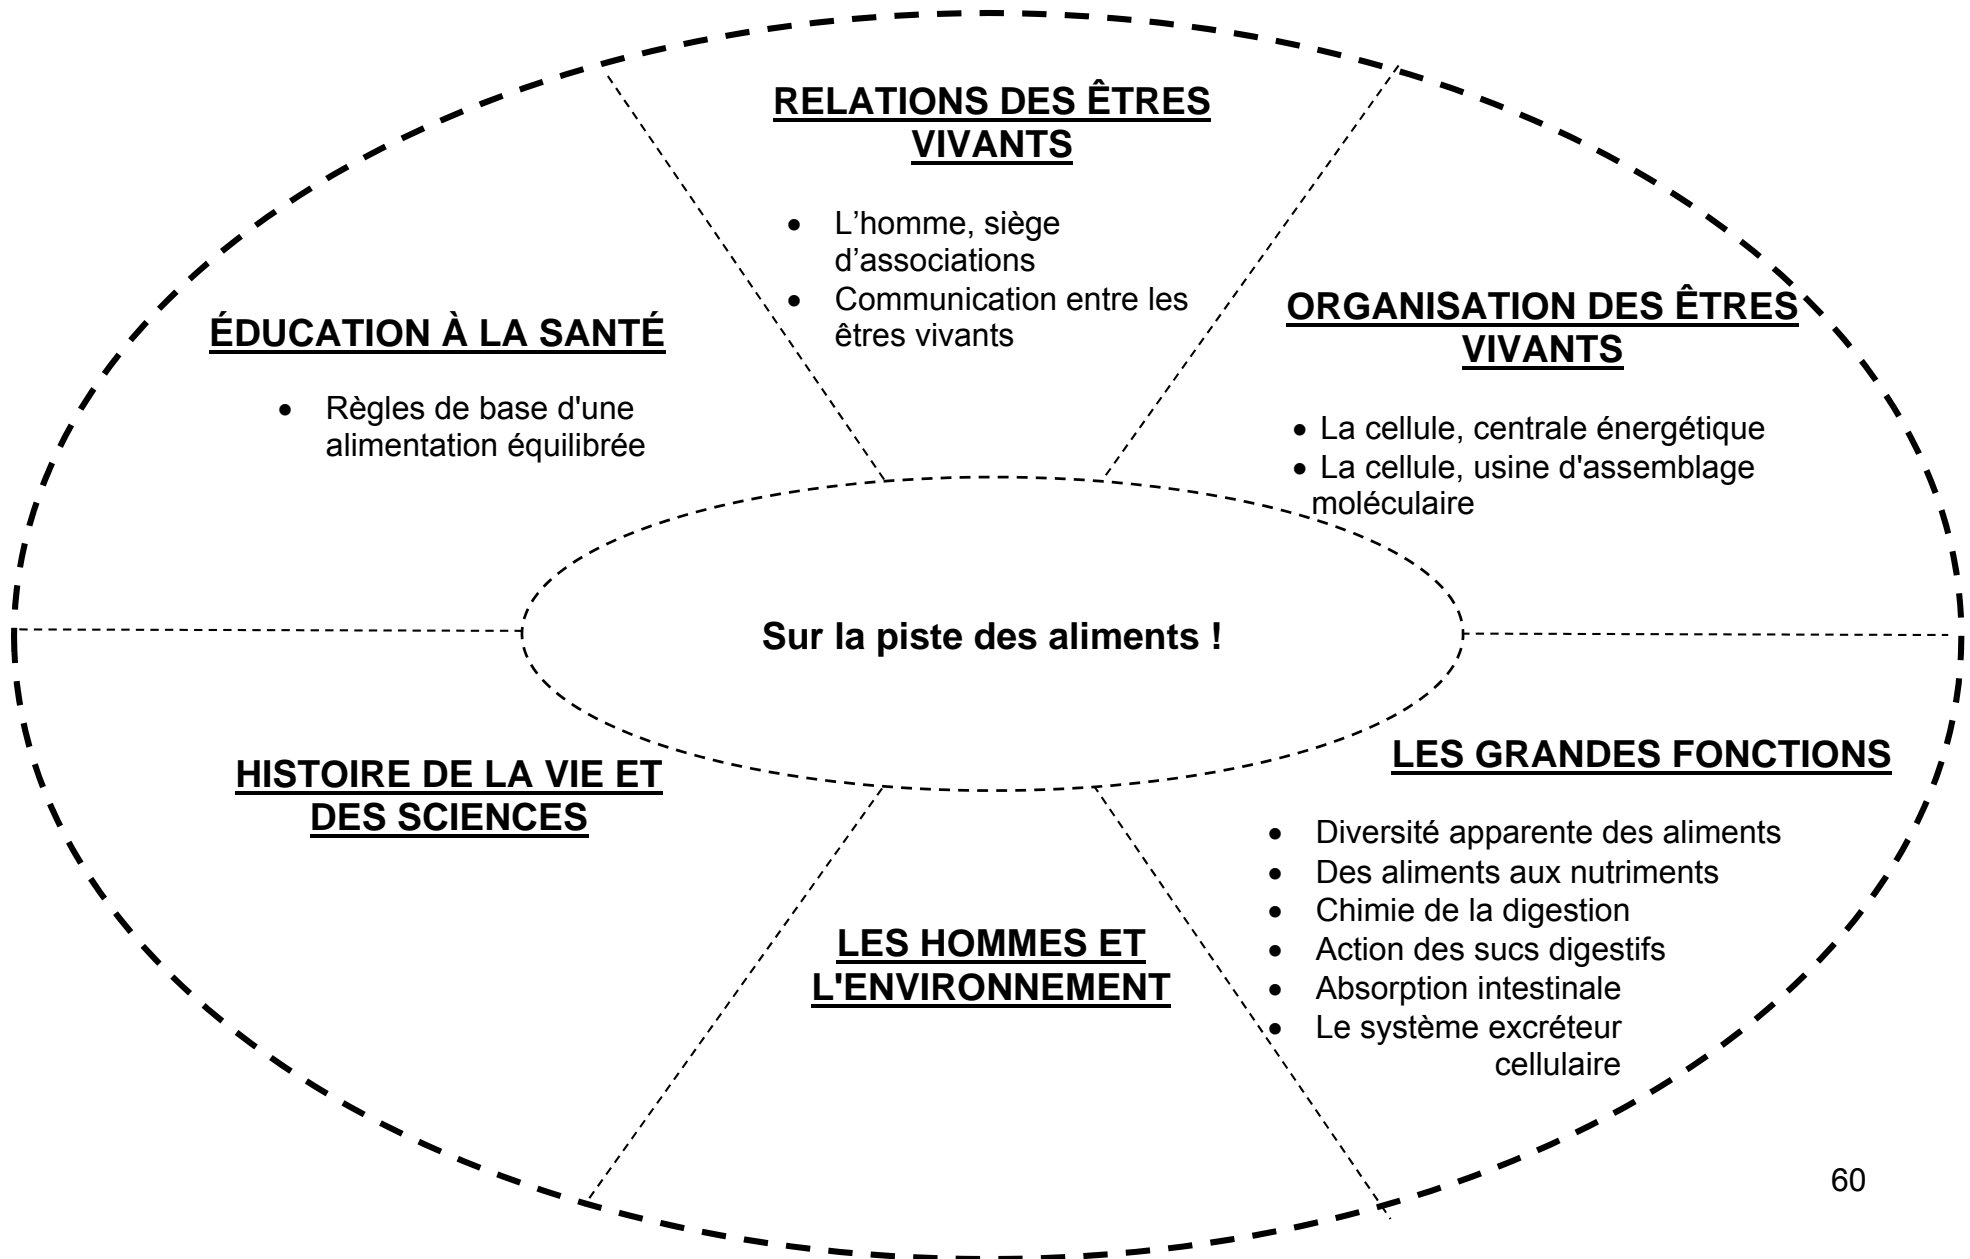 RELATIONS DES ÊTRES
VIVANTS
• L’homme, siège
d’associations
• Communication entre les
êtres vivants
ORGANISATION DES ÊTRES
VIVANTS
• La cellule, centrale énergétique
• La cellule, usine d'assemblage
moléculaire
ÉDUCATION À LA SANTÉ
• Règles de base d'une
alimentation équilibrée
Sur la piste des aliments !
HISTOIRE DE LA VIE ET
DES SCIENCES
LES HOMMES ET
L'ENVIRONNEMENT
LES GRANDES FONCTIONS
• Diversité apparente des aliments
• Des aliments aux nutriments
• Chimie de la digestion
• Action des sucs digestifs
• Absorption intestinale
• Le système excréteur
cellulaire
60